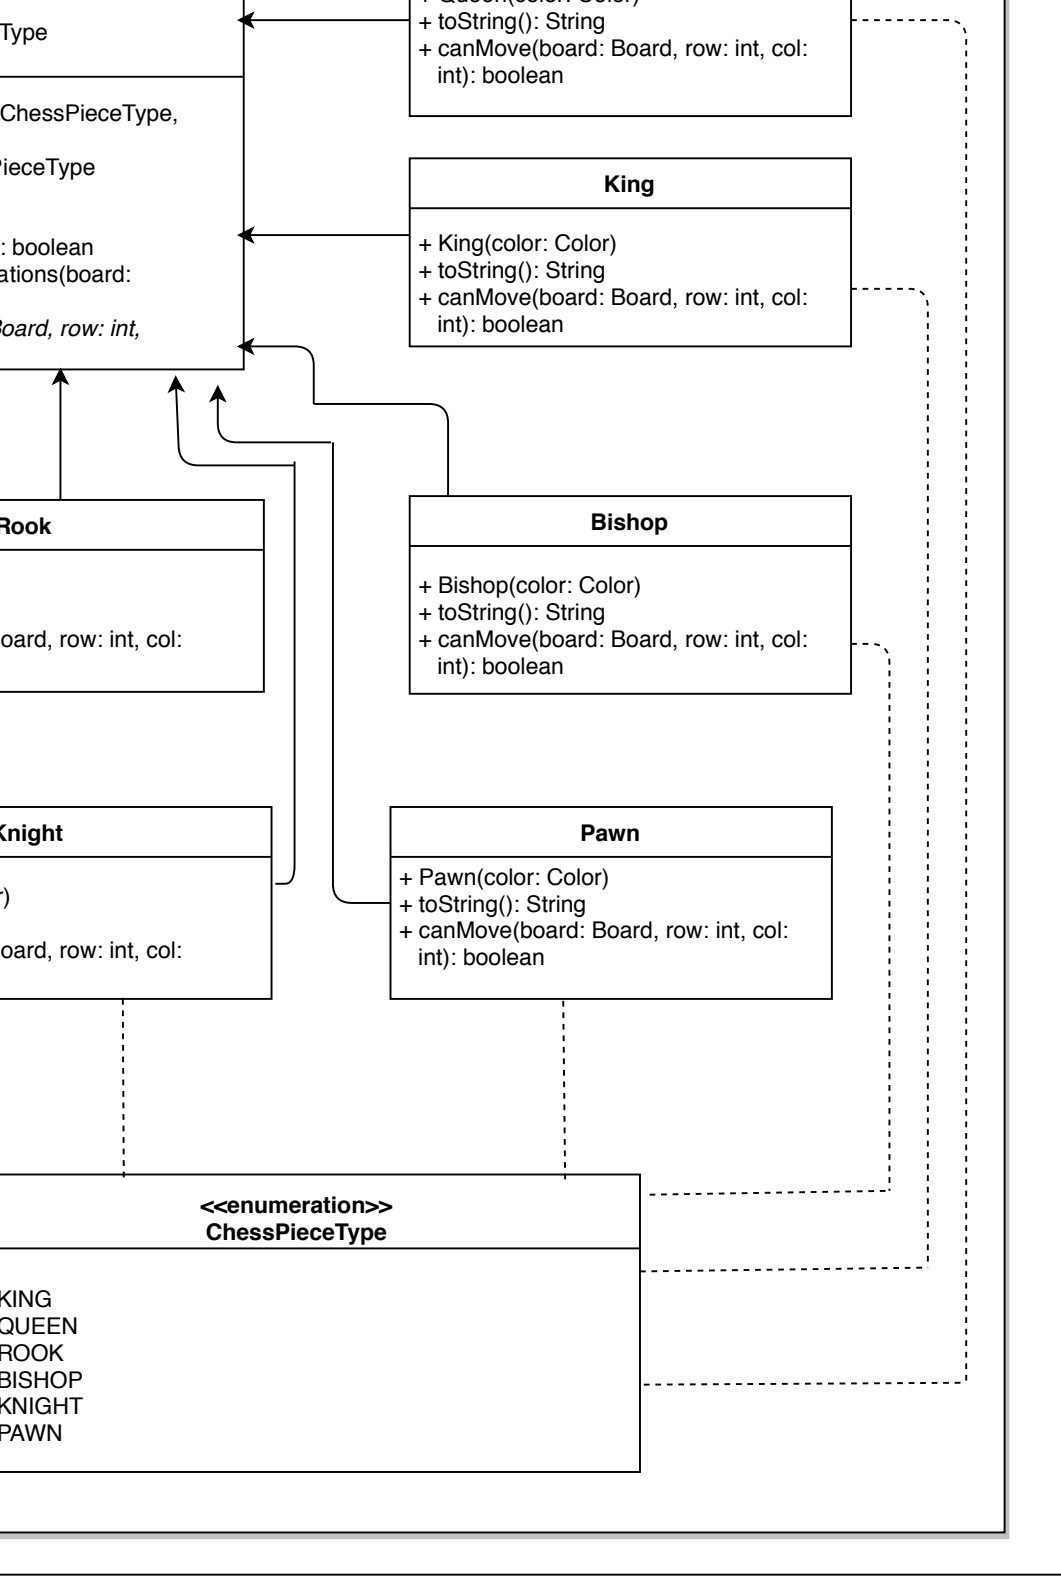 Type
ChessPieceType,
PieceType
: boolean
ations(board:
Board, row: int,
+ Queen(color: Color)
+ toString(): String
+ canMove(board: Board, row: int, col:
int): boolean
King
+ King(color: Color)
+ toString(): String
+ canMove(board: Board, row: int, col:
int): boolean
Rook
oard, row: int, col:
Bishop
+ Bishop(color: Color)
+ toString(): String
+ canMove(board: Board, row: int, col:
int): boolean
Knight
r)
oard, row: int, col:
Pawn
+ Pawn(color: Color)
+ toString(): String
+ canMove(board: Board, row: int, col:
int): boolean
<<enumeration>>
ChessPieceType
KING
QUEEN
ROOK
BISHOP
KNIGHT
PAWN